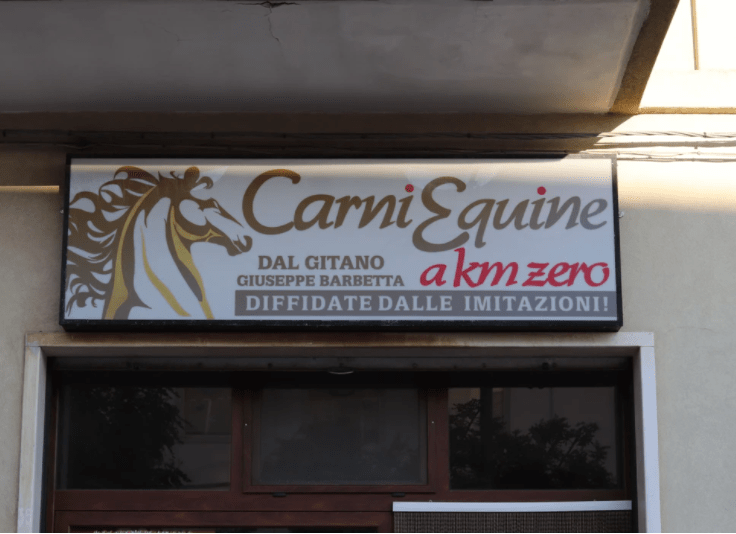 Carni Equine
DAL GITANO
GIUSEPPE BARBETTA
a km zero
DIFFIDATE DALLE IMITAZIONI!